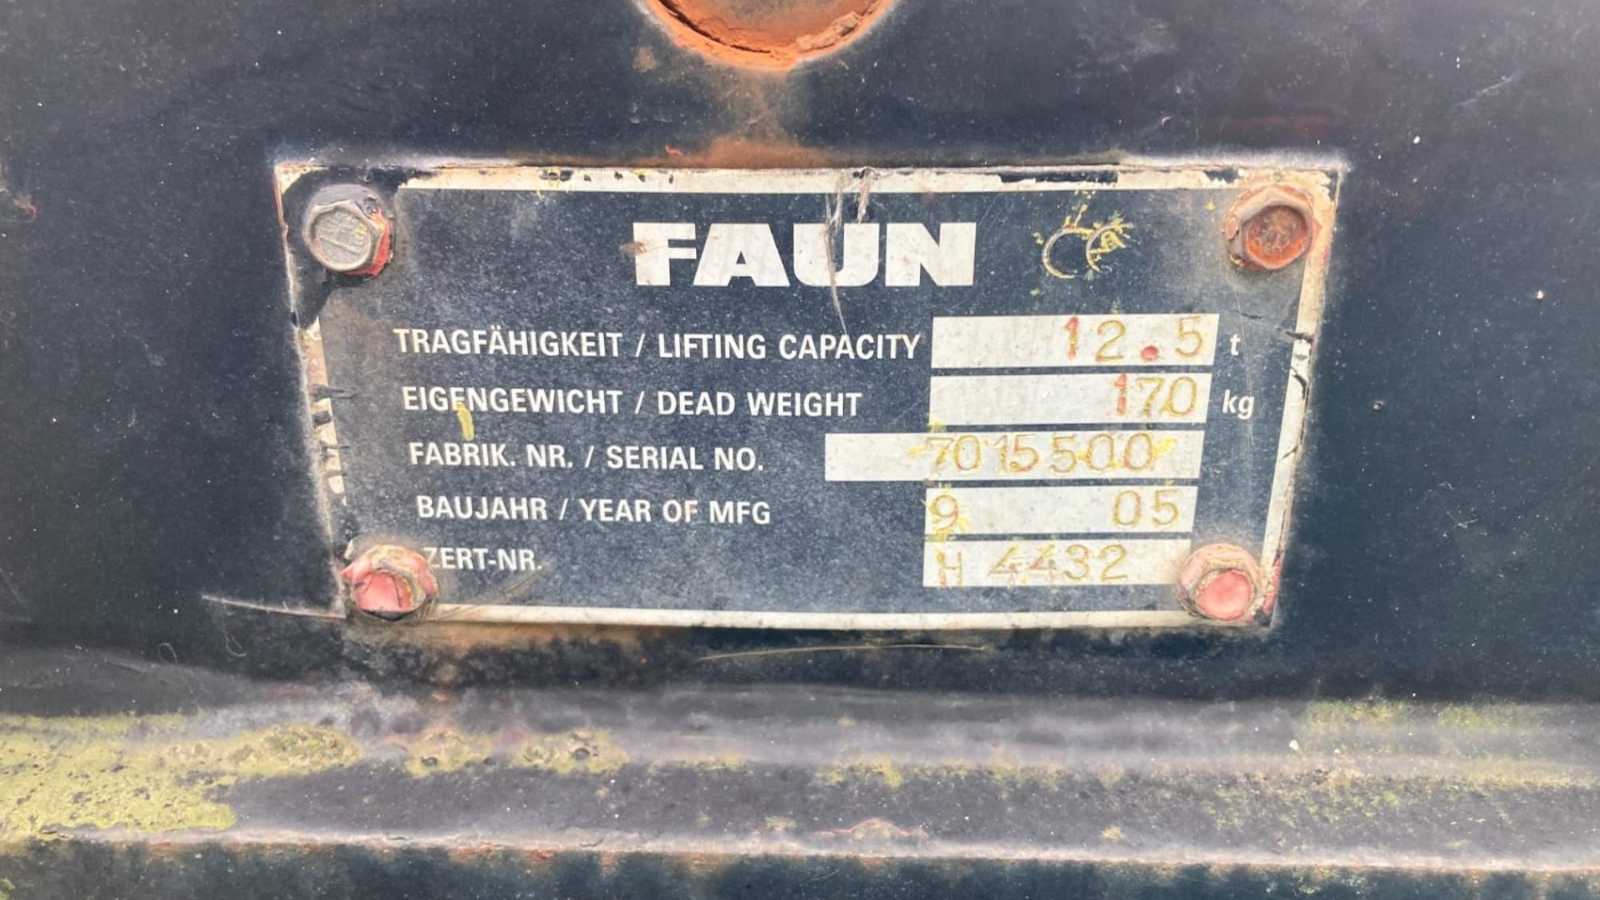 FAUN CE
TRAGFÄHIGKEIT / LIFTING CAPACITY 12.5 t
EIGENGEWICHT / DEAD WEIGHT 170 kg
FABRIK. NR. / SERIAL NO. 7015500
BAUJAHR / YEAR OF MFG 9 05
ZERT-NR. H 4432